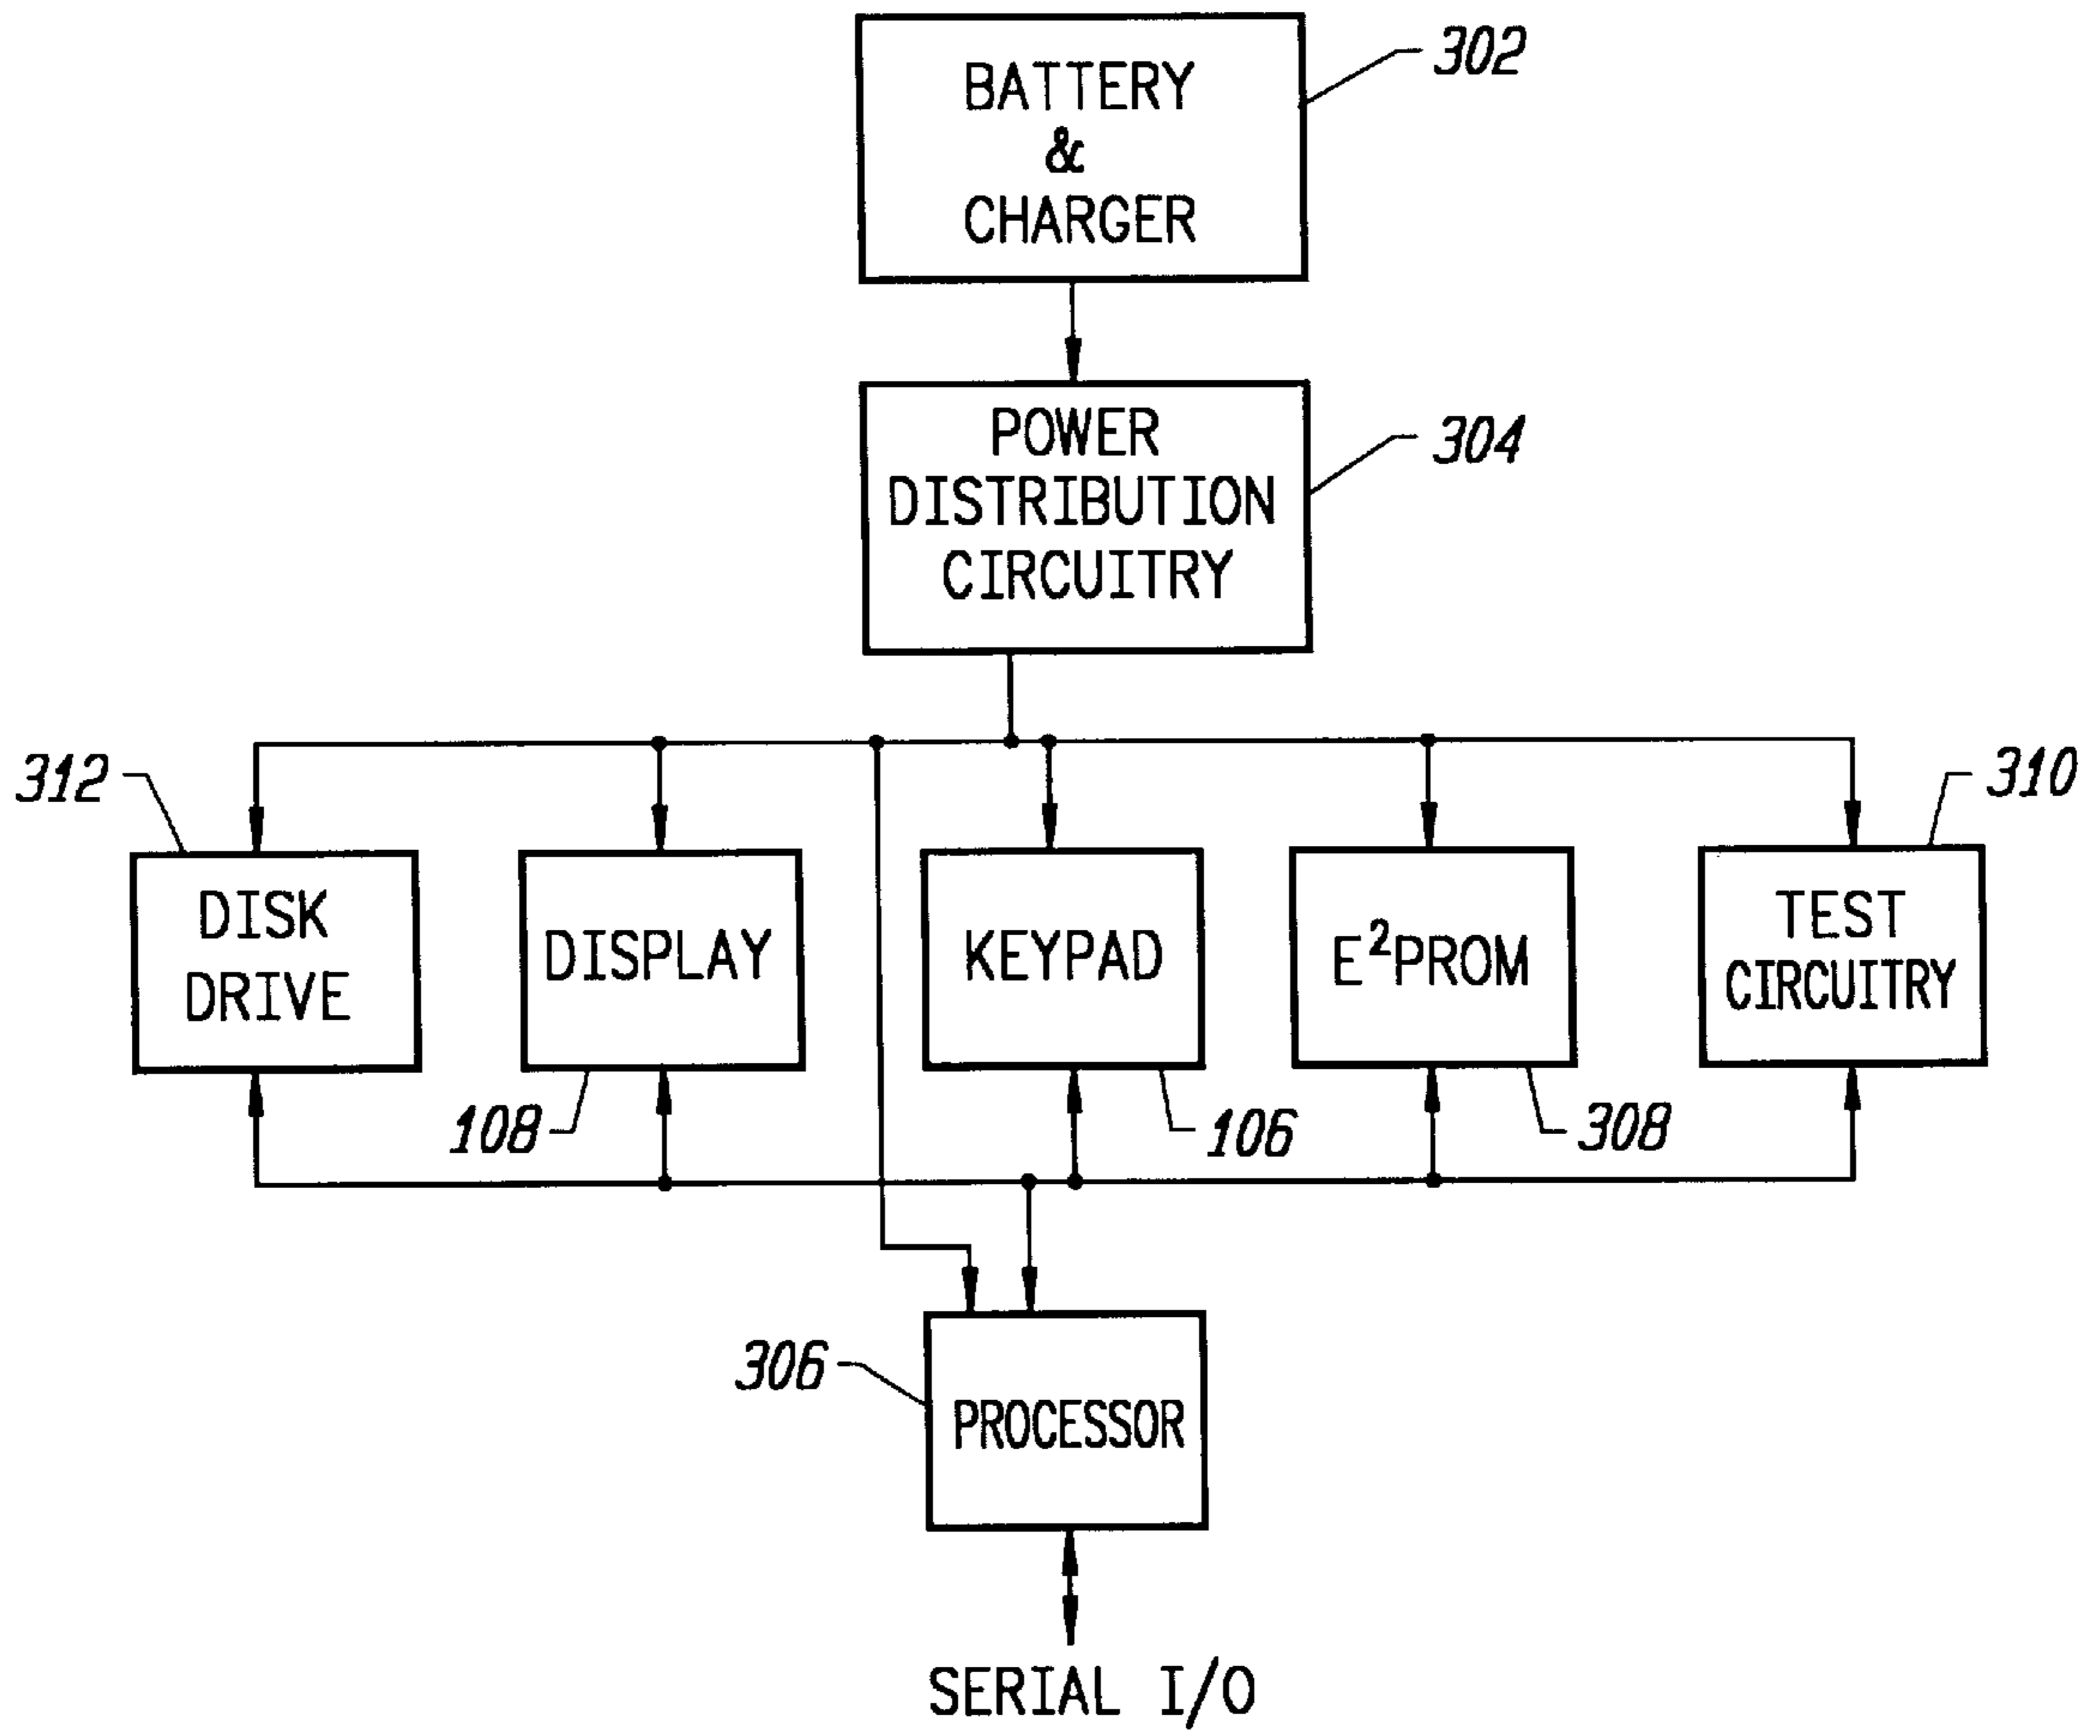 BATTERY
&
CHARGER
302
POWER
DISTRIBUTION
CIRCUITRY
304
312
310
DISK
DRIVE
DISPLAY
KEYPAD
E²PROM
TEST
CIRCUITRY
108
106
308
306
PROCESSOR
SERIAL I/O